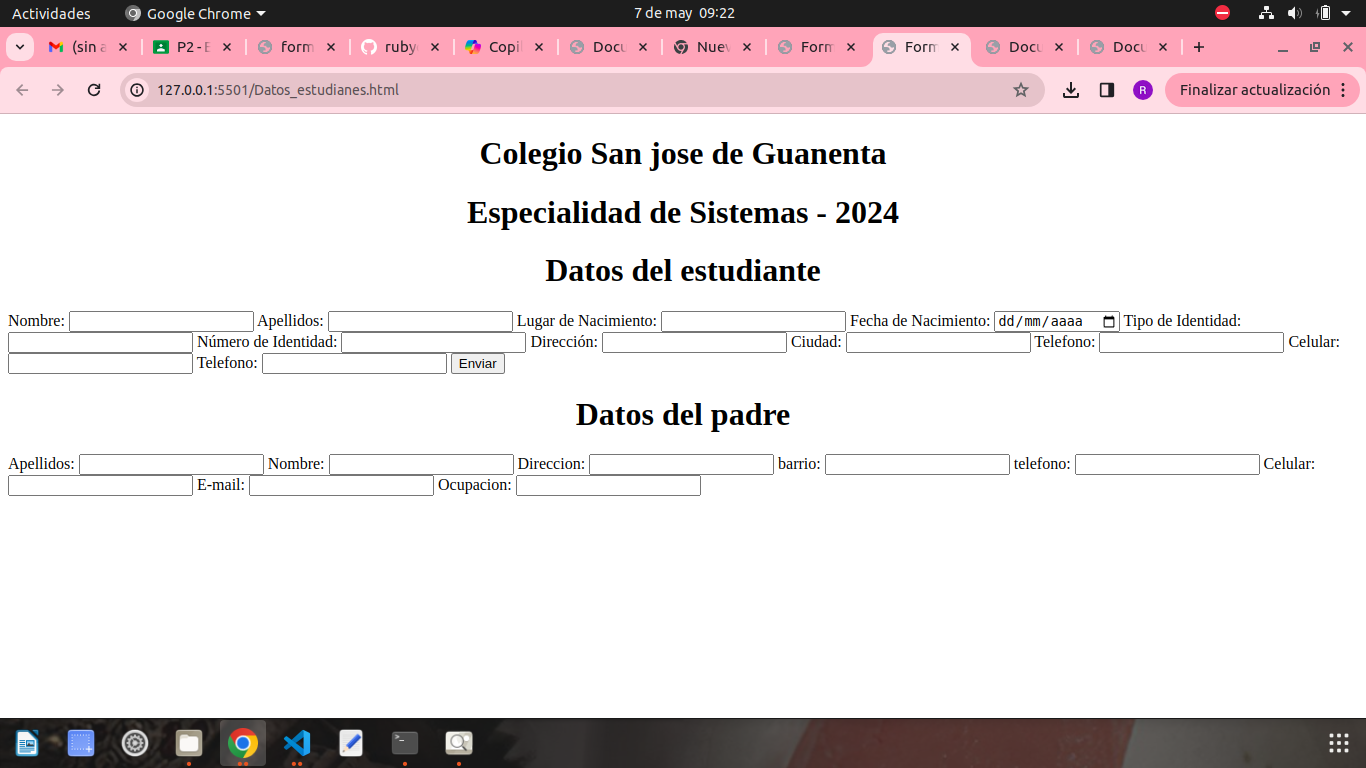 Actividades Google Chrome 7 de may 09:22
(sin a P2 - E form ruby Copil Docu Nuev Form Form Docu Docu
127.0.0.1:5501/Datos_estudianes.html R Finalizar actualización
Colegio San jose de Guanenta
Especialidad de Sistemas - 2024
Datos del estudiante
Nombre: Apellidos: Lugar de Nacimiento: Fecha de Nacimiento: dd/mm/aaaa Tipo de Identidad:
Número de Identidad: Dirección: Ciudad: Telefono: Celular:
Telefono: Enviar
Datos del padre
Apellidos: Nombre: Direccion: barrio: telefono: Celular:
E-mail: Ocupacion: